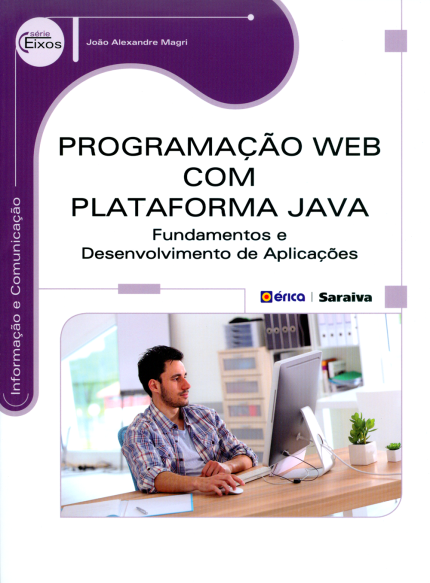 série
Eixos
João Alexandre Magri
PROGRAMAÇÃO WEB
COM
PLATAFORMA JAVA
Fundamentos e
Desenvolvimento de Aplicações
érica | Saraiva
Informação e Comunicação